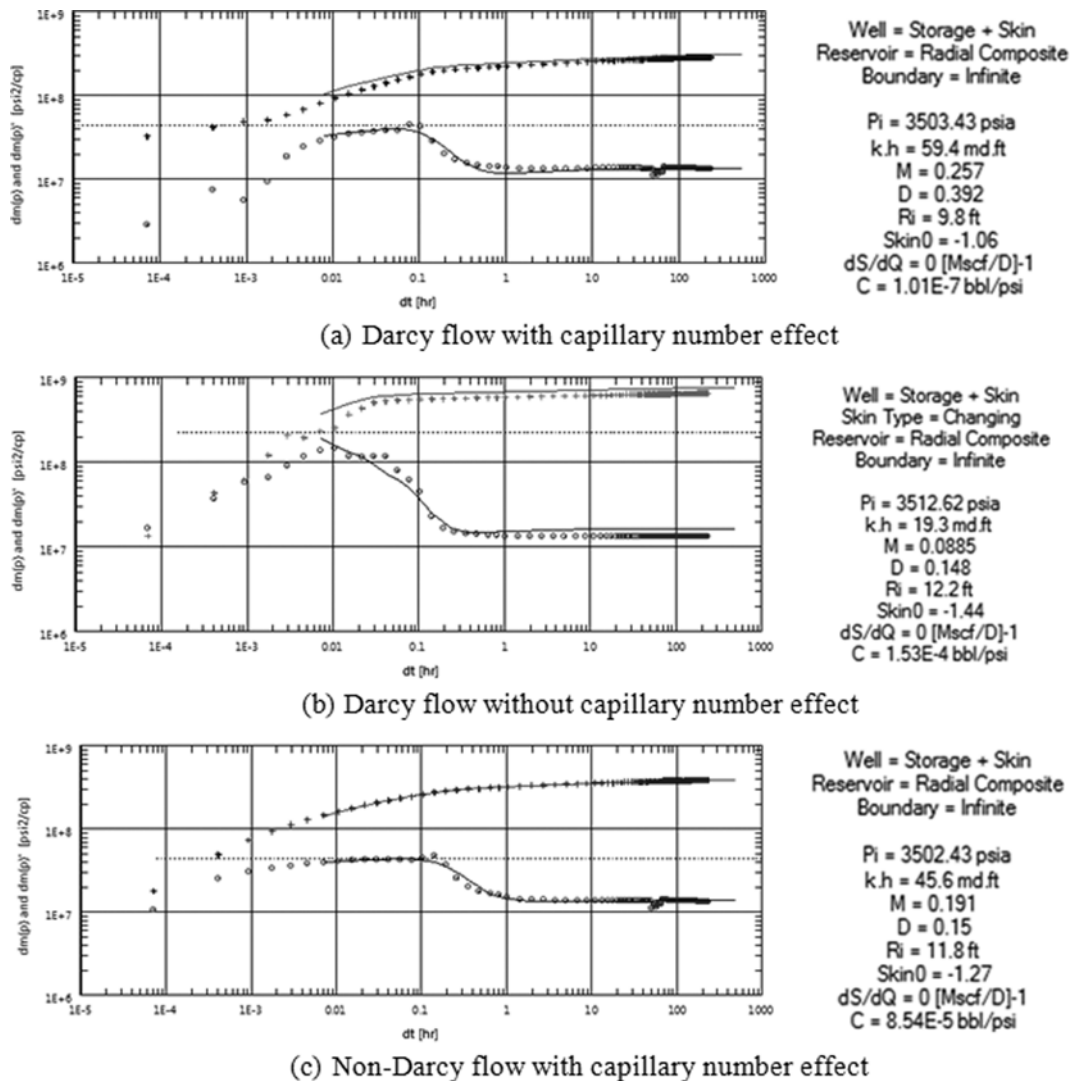 dm(p) and dm(p)' [psi2/cp]
1E+8
1E+7
1E+6
1E-5
1E-4
1E-3
0.01
0.1
1
10
100
1000
dt [hr]
Well = Storage + Skin
Reservoir = Radial Composite
Boundary = Infinite
Pi = 3503.43 psia
k.h = 59.4 md.ft
M = 0.257
D = 0.392
Ri = 9.8 ft
Skin0 = -1.06
dS/dQ = 0 [Mscf/D]-1
C = 1.01E-7 bbl/psi
(a) Darcy flow with capillary number effect
dm(p) and dm(p)' [psi2/cp]
1E+9
1E+8
1E+7
1E+6
1E-5
1E-4
1E-3
0.01
0.1
1
10
100
1000
dt [hr]
Well = Storage + Skin
Skin Type = Changing
Reservoir = Radial Composite
Boundary = Infinite
Pi = 3512.62 psia
k.h = 19.3 md.ft
M = 0.0885
D = 0.148
Ri = 12.2 ft
Skin0 = -1.44
dS/dQ = 0 [Mscf/D]-1
C = 1.53E-4 bbl/psi
(b) Darcy flow without capillary number effect
dm(p) and dm(p)' [psi2/cp]
1E+9
1E+8
1E+7
1E+6
1E-5
1E-4
1E-3
0.01
0.1
1
10
100
1000
dt [hr]
Well = Storage + Skin
Reservoir = Radial Composite
Boundary = Infinite
Pi = 3502.43 psia
k.h = 45.6 md.ft
M = 0.191
D = 0.15
Ri = 11.8 ft
Skin0 = -1.27
dS/dQ = 0 [Mscf/D]-1
C = 8.54E-5 bbl/psi
(c) Non-Darcy flow with capillary number effect